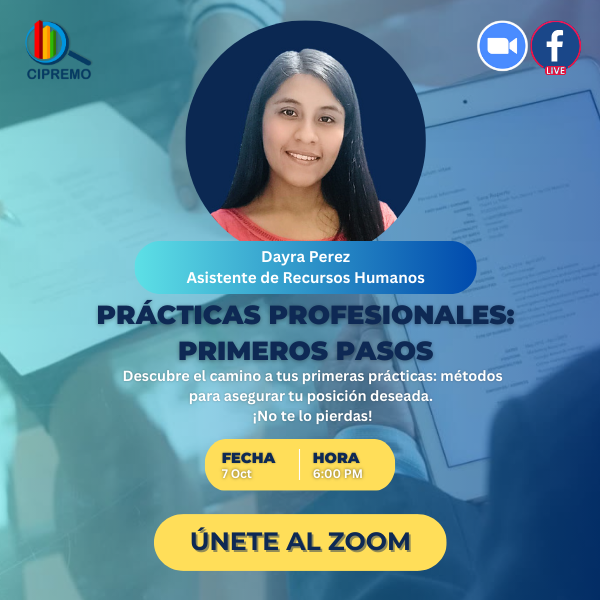 CIPREMO
LIVE
Dayra Perez
Asistente de Recursos Humanos
PRÁCTICAS PROFESIONALES:
PRIMEROS PASOS
Descubre el camino a tus primeras prácticas: métodos
para asegurar tu posición deseada.
¡No te lo pierdas!
FECHA
7 Oct
HORA
6:00 PM
ÚNETE AL ZOOM